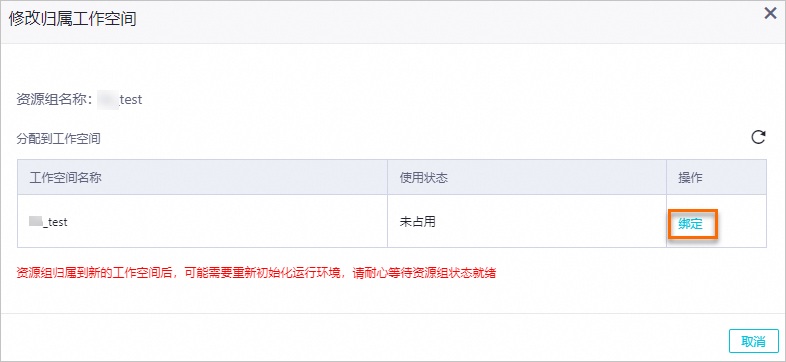 修改归属工作空间
资源组名称： _test
分配到工作空间
工作空间名称 使用状态 操作
_test 未占用 绑定
资源组归属到新的工作空间后，可能需要重新初始化运行环境，请耐心等待资源组状态就绪
取消